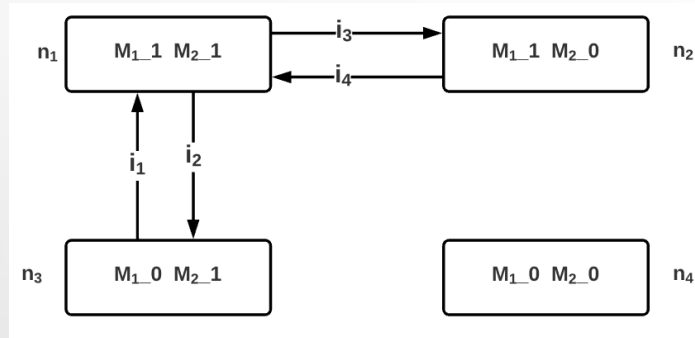 i₃
n₁ M₁_1 M₂_1 M₁_1 M₂_0 n₂
i₄
i₁ i₂
n₃ M₁_0 M₂_1 M₁_0 M₂_0 n₄